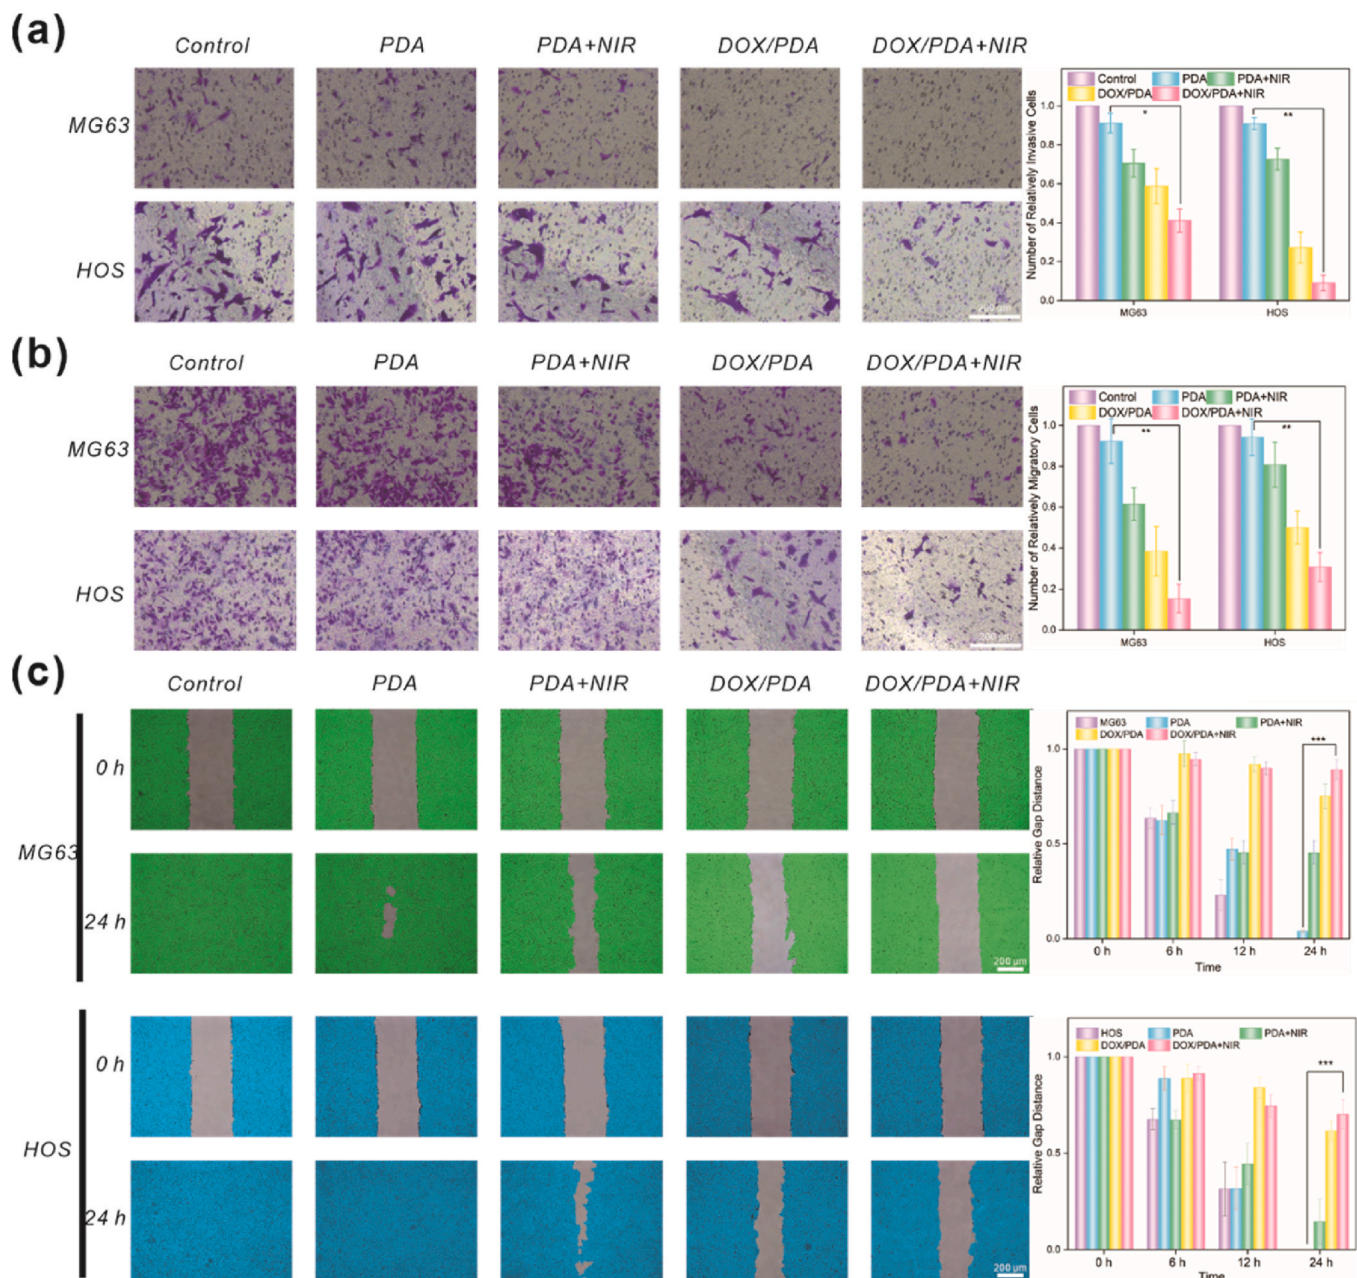 (a)
Control PDA PDA+NIR DOX/PDA DOX/PDA+NIR
MG63
HOS
Control PDA PDA+NIR
DOX/PDA DOX/PDA+NIR
Number of Relatively Invasive Cells
1.0
0.8
0.6
0.4
0.2
0.0
* **
MG63 HOS
(b)
Control PDA PDA+NIR DOX/PDA DOX/PDA+NIR
MG63
HOS
200 μm
Control PDA PDA+NIR
DOX/PDA DOX/PDA+NIR
Number of Relatively Migratory Cells
1.0
0.8
0.6
0.4
0.2
0.0
** **
MG63 HOS
(c)
Control PDA PDA+NIR DOX/PDA DOX/PDA+NIR
MG63
0 h
24 h
200 μm
MG63 PDA PDA+NIR
DOX/PDA DOX/PDA+NIR
Relative Gap Distance
1.0
0.5
0.0
***
0 h 6 h 12 h 24 h
Time
HOS
0 h
24 h
200 μm
HOS PDA PDA+NIR
DOX/PDA DOX/PDA+NIR
Relative Gap Distance
1.0
0.5
0.0
***
0 h 6 h 12 h 24 h
Time